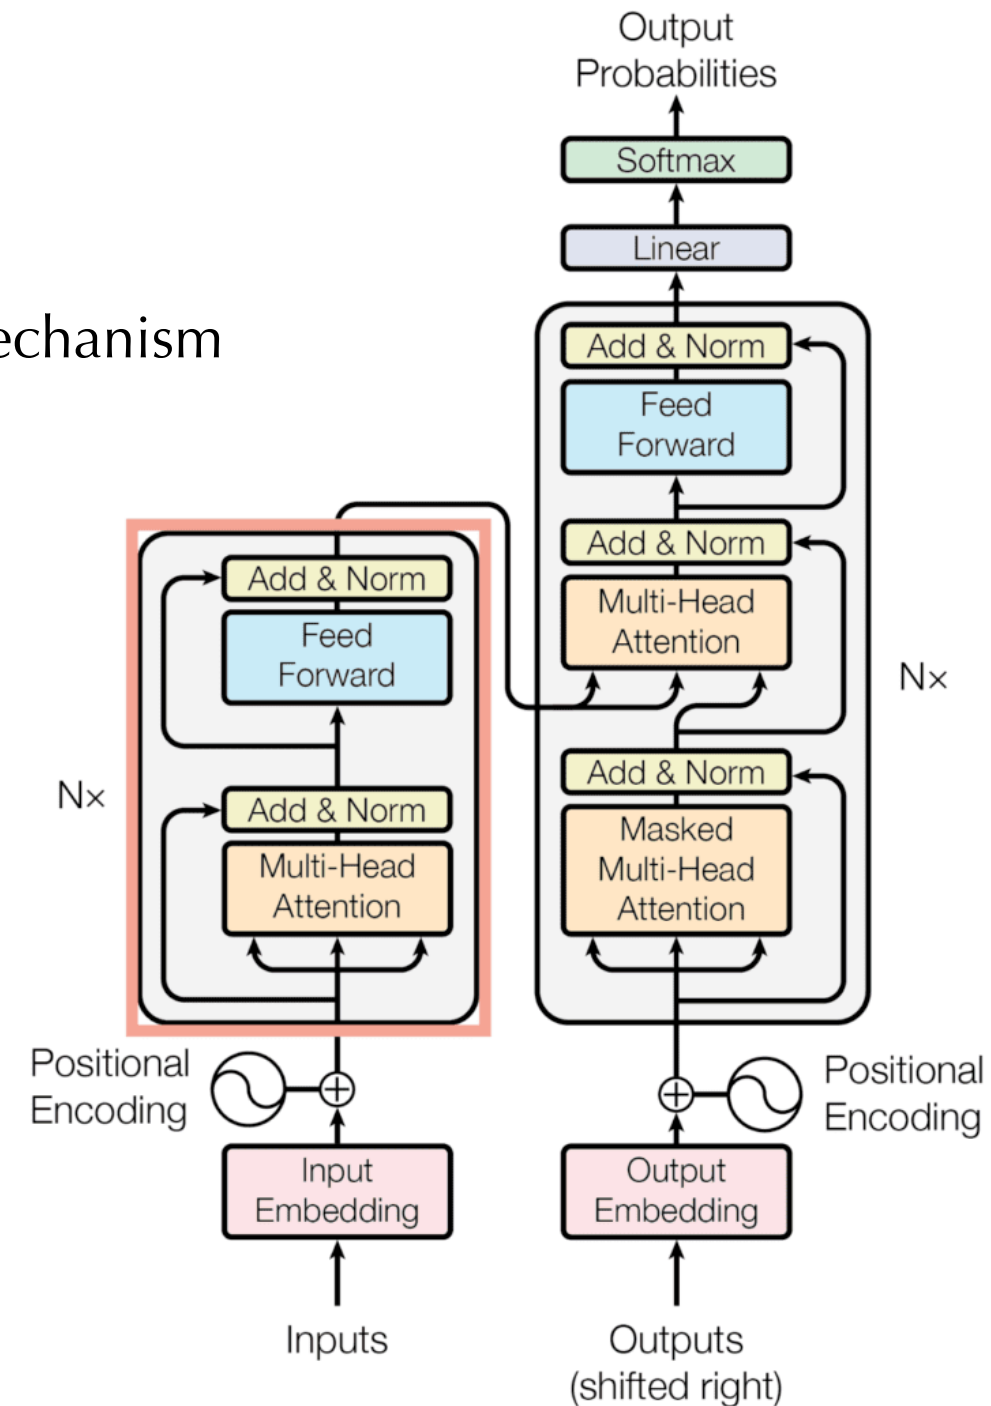 Output
Probabilities
Softmax
Linear
echanism
Add & Norm
Feed
Forward
Add & Norm
Multi-Head
Attention
Nx
Add & Norm
Masked
Multi-Head
Attention
Add & Norm
Feed
Forward
N×
Add & Norm
Multi-Head
Attention
Positional
Encoding
Positional
Encoding
Input
Embedding
Output
Embedding
Inputs
Outputs
(shifted right)